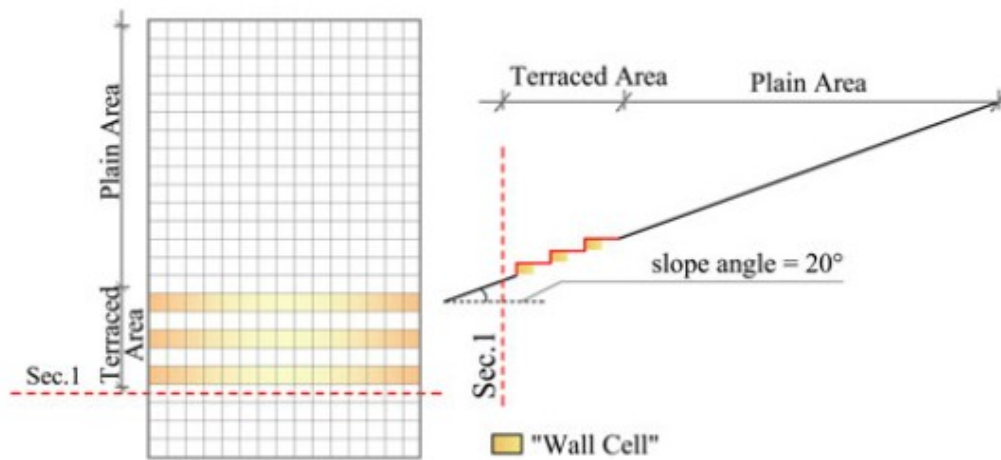 Plain Area
Terraced
Area
Sec.1
Terraced Area
Plain Area
slope angle = 20°
Sec.1
"Wall Cell"